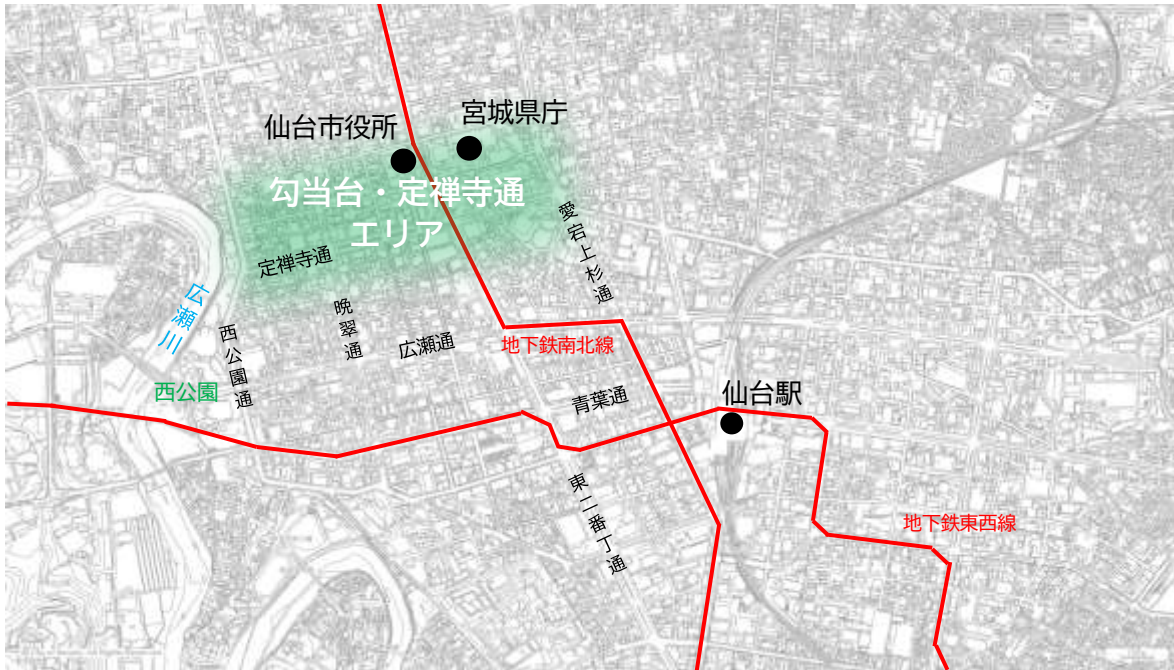 宮城県庁
仙台市役所
勾当台・定禅寺通
エリア
愛宕上杉通
定禅寺通
広瀬川
晩翠通
西公園通
広瀬通
地下鉄南北線
西公園
青葉通
仙台駅
東二番丁通
地下鉄東西線